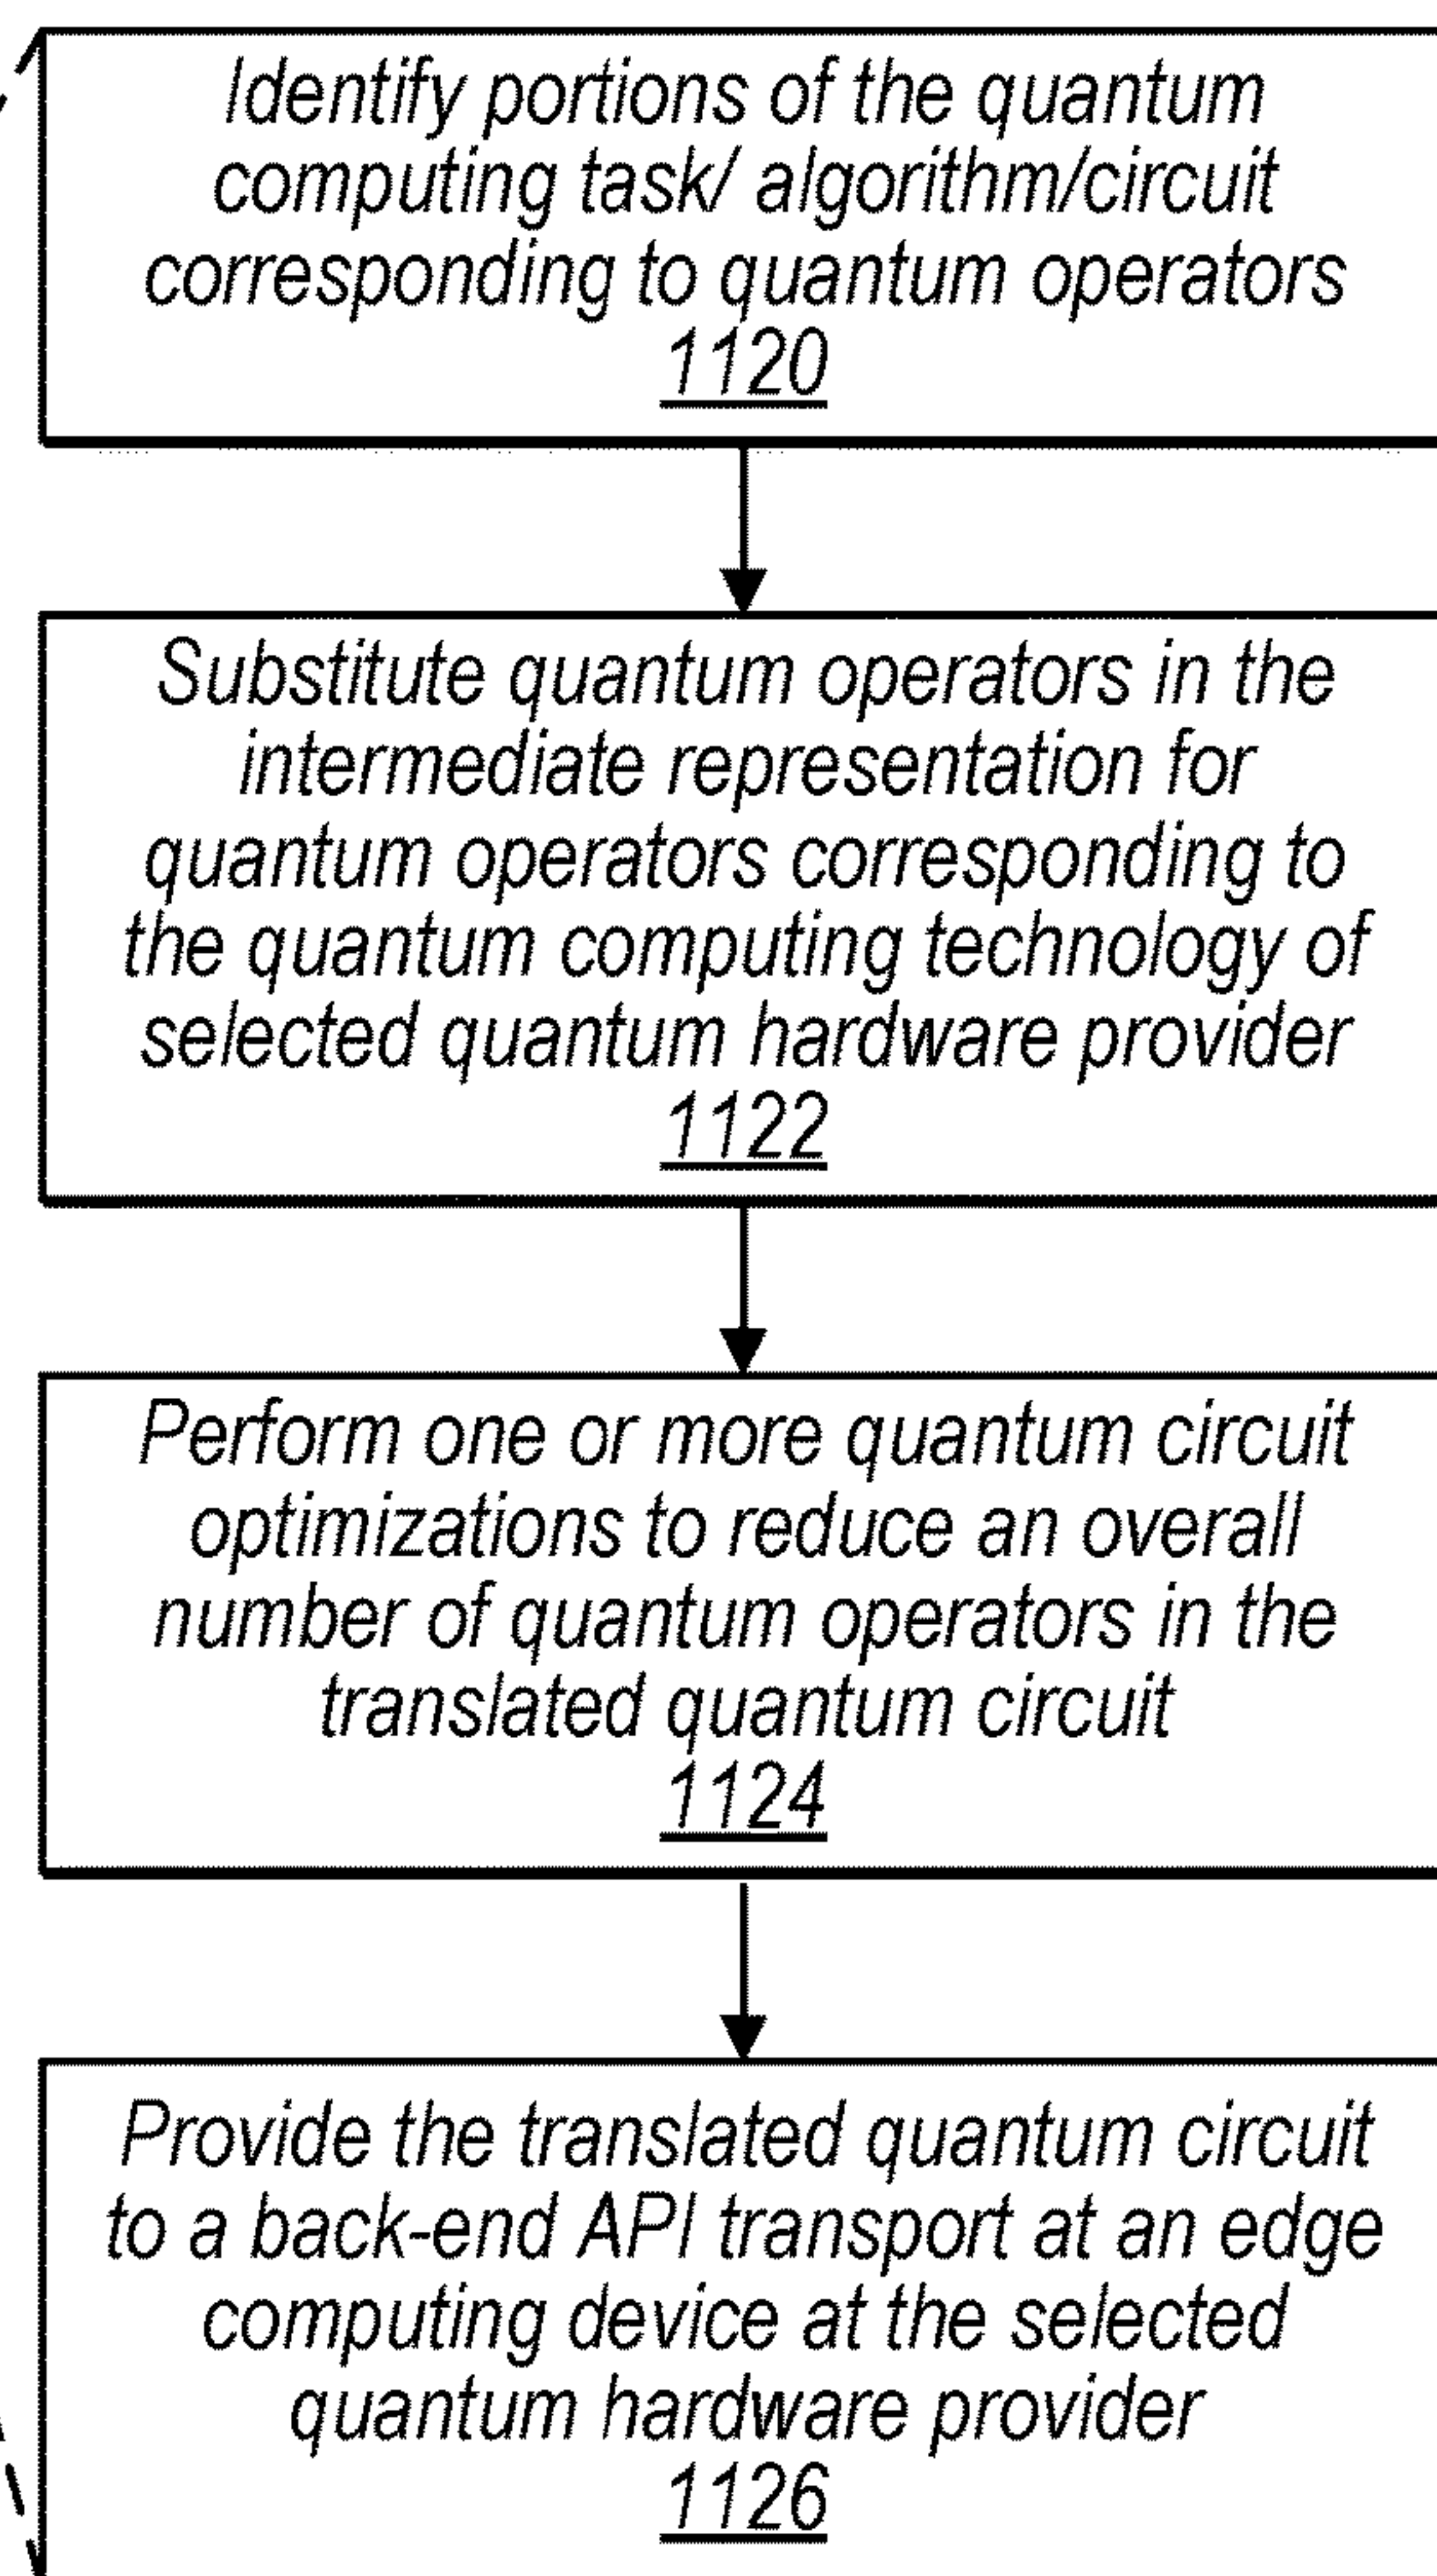 Identify portions of the quantum
computing task/ algorithm/circuit
corresponding to quantum operators
1120
Substitute quantum operators in the
intermediate representation for
quantum operators corresponding to
the quantum computing technology of
selected quantum hardware provider
1122
Perform one or more quantum circuit
optimizations to reduce an overall
number of quantum operators in the
translated quantum circuit
1124
Provide the translated quantum circuit
to a back-end API transport at an edge
computing device at the selected
quantum hardware provider
1126